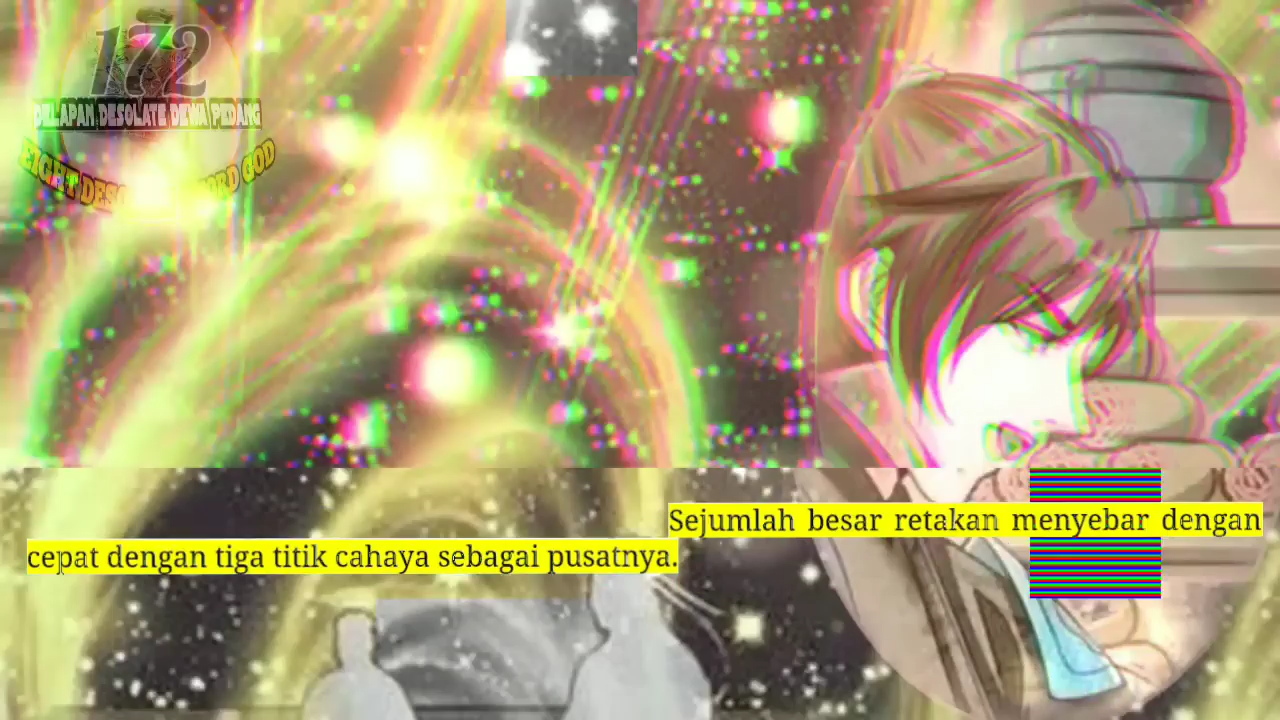 172
DELAPAN DESOLATE DEWA PEDANG
EIGHT
GOD
Sejumlah besar retakan menyebar dengan
cepat dengan tiga titik cahaya sebagai pusatnya.